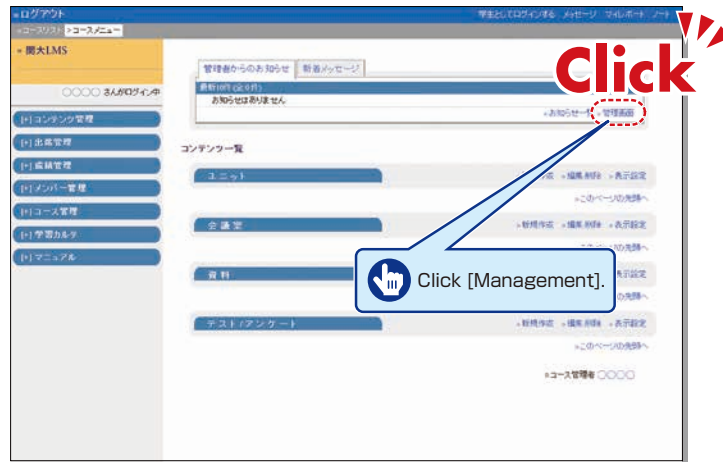 »ログアウト
学生としてログインする メッセージ マイレポート ノート
»コースリスト >コースメニュー
» 関大LMS
Click
管理者からのお知らせ 新着メッセージ
○○○○ さんがログイン中
最新10件 (全0件)
お知らせはありません
»お知らせ一 »管理画面
[+] コンテンツ管理
[+] 出席管理
コンテンツ一覧
[+] 成績管理
ユニット
作成 »編集・削除 »表示設定
[+] メンバー管理
»このページの先頭へ
[+] コース管理
会議室
»新規作成 »編集・削除 »表示設定
[+] 学習カルテ
[+] マニュアル
資料
表示設定
Click [Management].
の先頭へ
テスト/アンケート
»新規作成 »編集・削除 »表示設定
»このページの先頭へ
»コース管理者 ○○○○